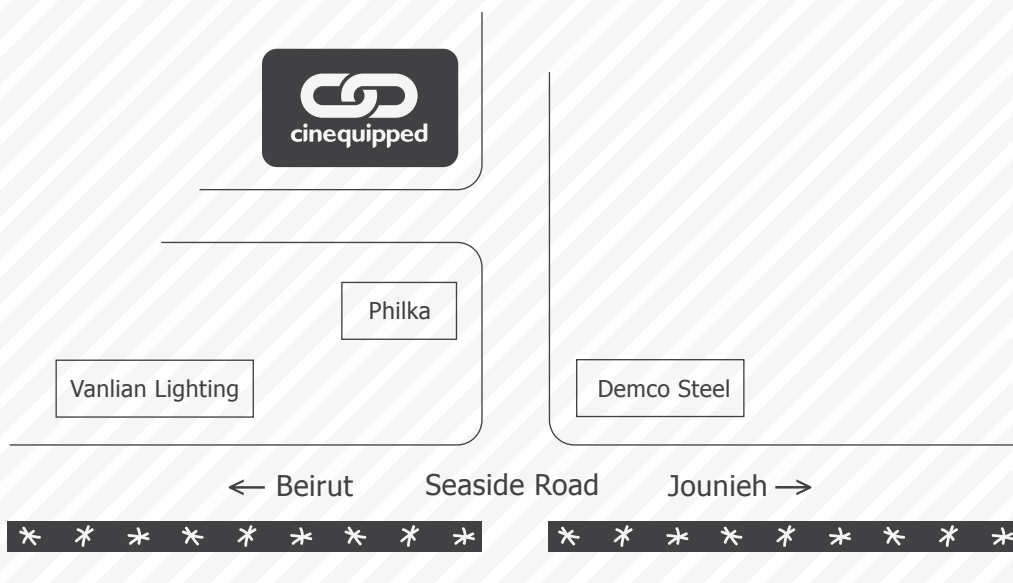 cinequipped
Philka
Vanlian Lighting
Demco Steel
← Beirut
Seaside Road
Jounieh →